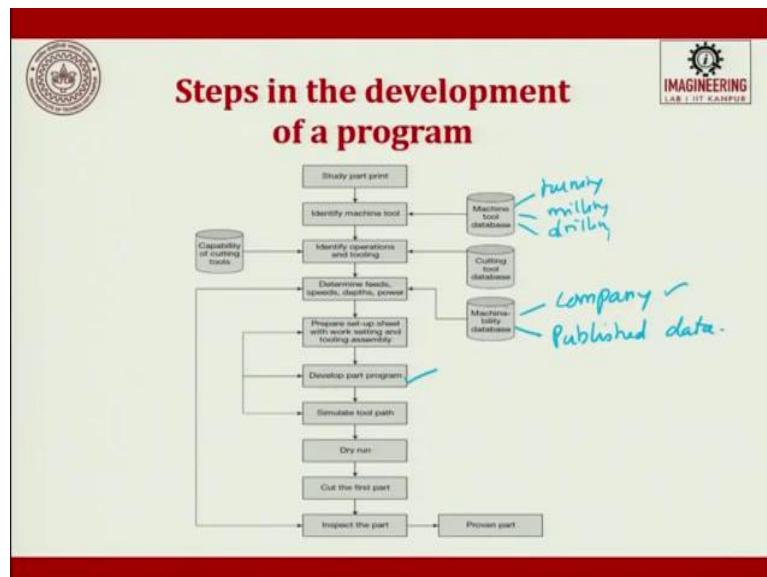 IMAGINEERING
LAB | IIT KANPUR
Steps in the development
of a program
Study part print
Identify machine tool
Machine
tool
database
turning
milling
drilling
Capability
of cutting
tools
Identify operations
and tooling
Cutting
tool
database
Determine feeds,
speeds, depths, power
Machina-
bility
database
Company
Published data.
Prepare set-up sheet
with work setting and
tooling assembly
Develop part program
Simulate tool path
Dry run
Cut the first part
Inspect the part
Proven part